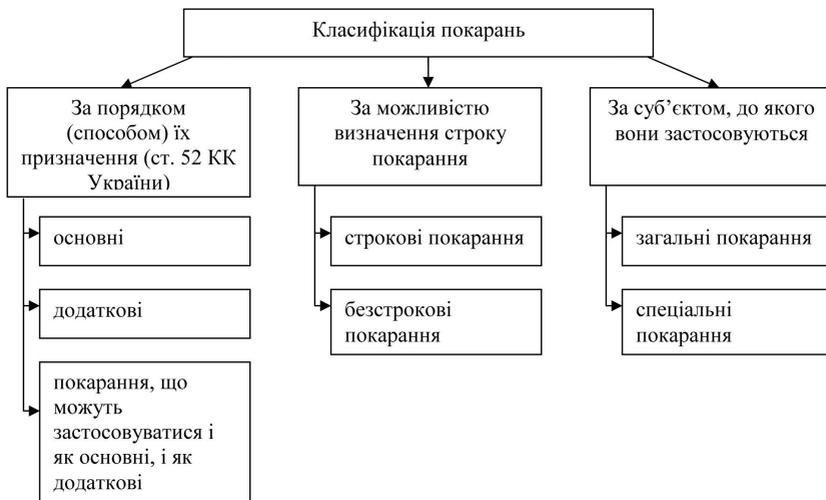 Класифікація покарань
За порядком
(способом) їх
призначення (ст. 52 КК
України)
основні
додаткові
покарання, що
можуть
застосовуватися і
як основні, і як
додаткові
За можливістю
визначення строку
покарання
строкові покарання
безстрокові
покарання
За суб’єктом, до якого
вони застосовуються
загальні покарання
спеціальні
покарання